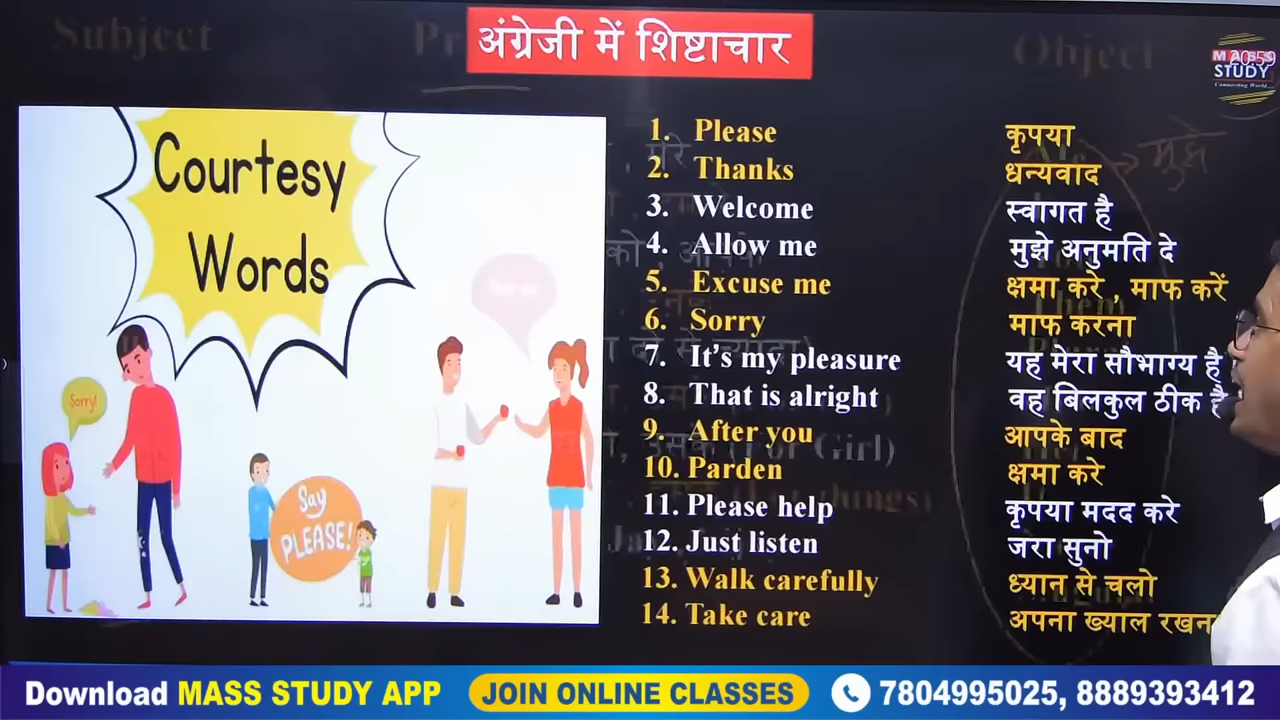 Subject
अंग्रेजी में शिष्टाचार
Object
MASS STUDY
Courtesy
Words
Sorry!
Say
PLEASE!
1. Please कृपया
2. Thanks धन्यवाद
3. Welcome स्वागत है
4. Allow me मुझे अनुमति दे
5. Excuse me क्षमा करे , माफ करें
6. Sorry माफ करना
7. It's my pleasure यह मेरा सौभाग्य है
8. That is alright वह बिलकुल ठीक है
9. After you आपके बाद
10. Parden क्षमा करे
11. Please help कृपया मदद करे
12. Just listen जरा सुनो
13. Walk carefully ध्यान से चलो
14. Take care अपना ख्याल रखन
Download MASS STUDY APP JOIN ONLINE CLASSES 7804995025, 8889393412